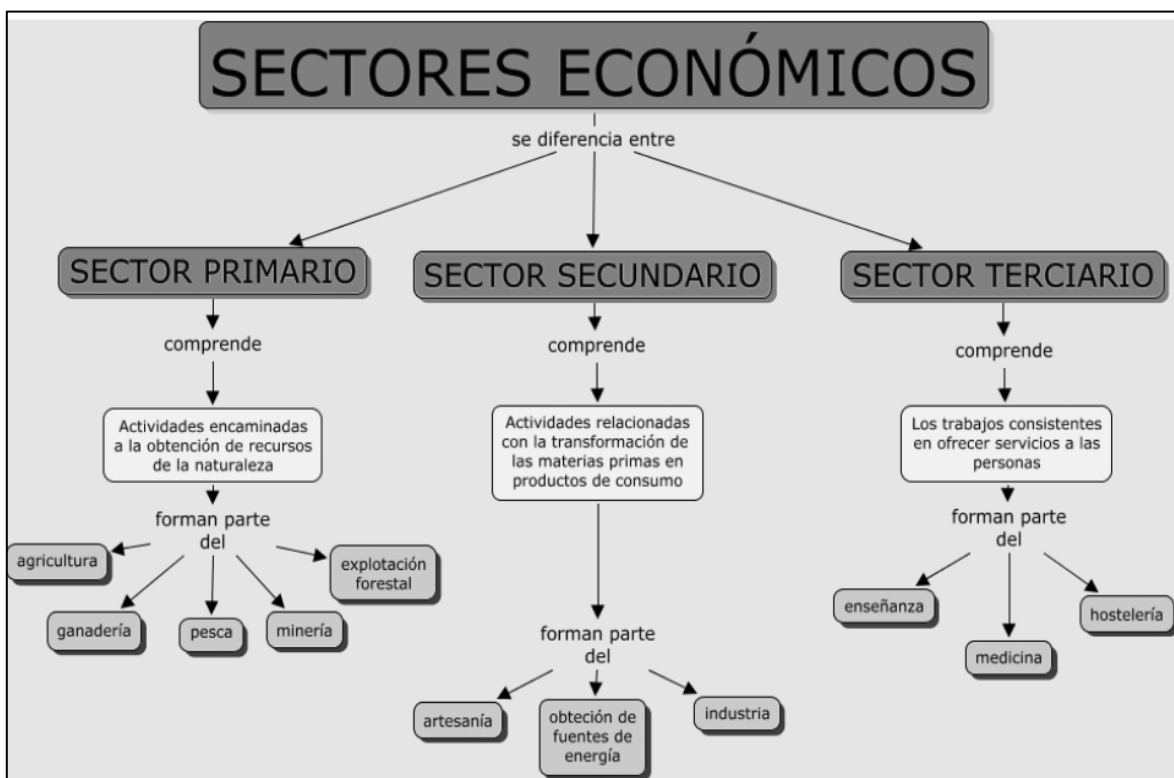 SECTORES ECONÓMICOS
se diferencia entre
SECTOR PRIMARIO
comprende
Actividades encaminadas
a la obtención de recursos
de la naturaleza
forman parte
del
agricultura
ganadería
pesca
minería
explotación
forestal
SECTOR SECUNDARIO
comprende
Actividades relacionadas
con la transformación de
las materias primas en
productos de consumo
forman parte
del
artesanía
obteción de
fuentes de
energía
industria
SECTOR TERCIARIO
comprende
Los trabajos consistentes
en ofrecer servicios a las
personas
forman parte
del
enseñanza
medicina
hostelería